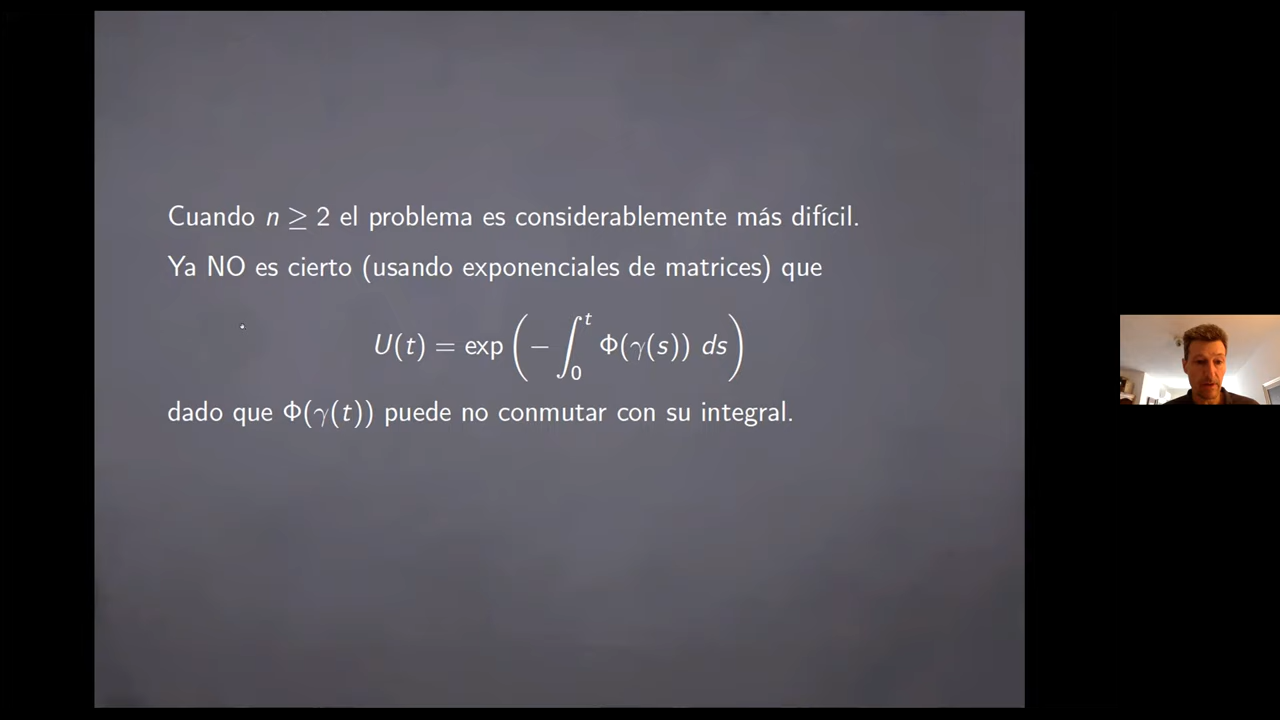 Cuando n ≥ 2 el problema es considerablemente más difícil.
Ya NO es cierto (usando exponenciales de matrices) que
U(t) = exp(−∫₀ᵗ Φ(γ(s)) ds)
dado que Φ(γ(t)) puede no conmutar con su integral.